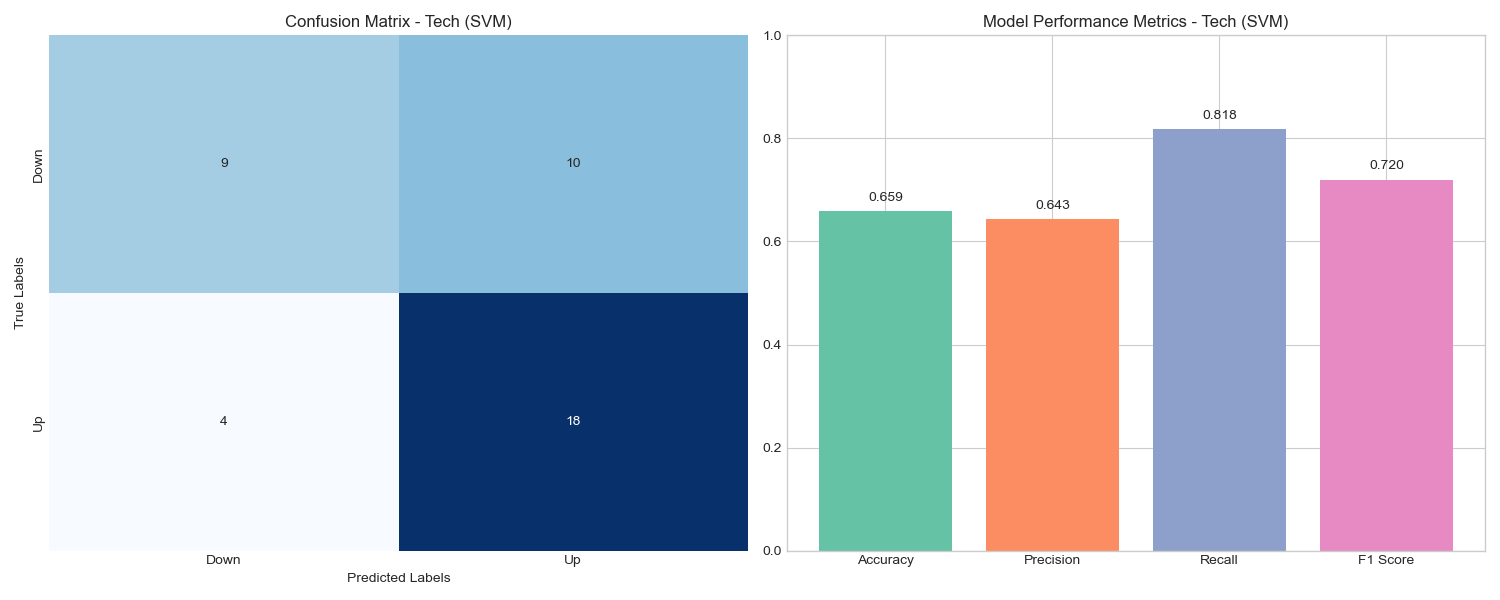 Confusion Matrix - Tech (SVM)
True Labels
Down
Up
9
10
4
18
Down
Up
Predicted Labels
Model Performance Metrics - Tech (SVM)
1.0
0.8
0.6
0.4
0.2
0.0
0.659
0.643
0.818
0.720
Accuracy
Precision
Recall
F1 Score